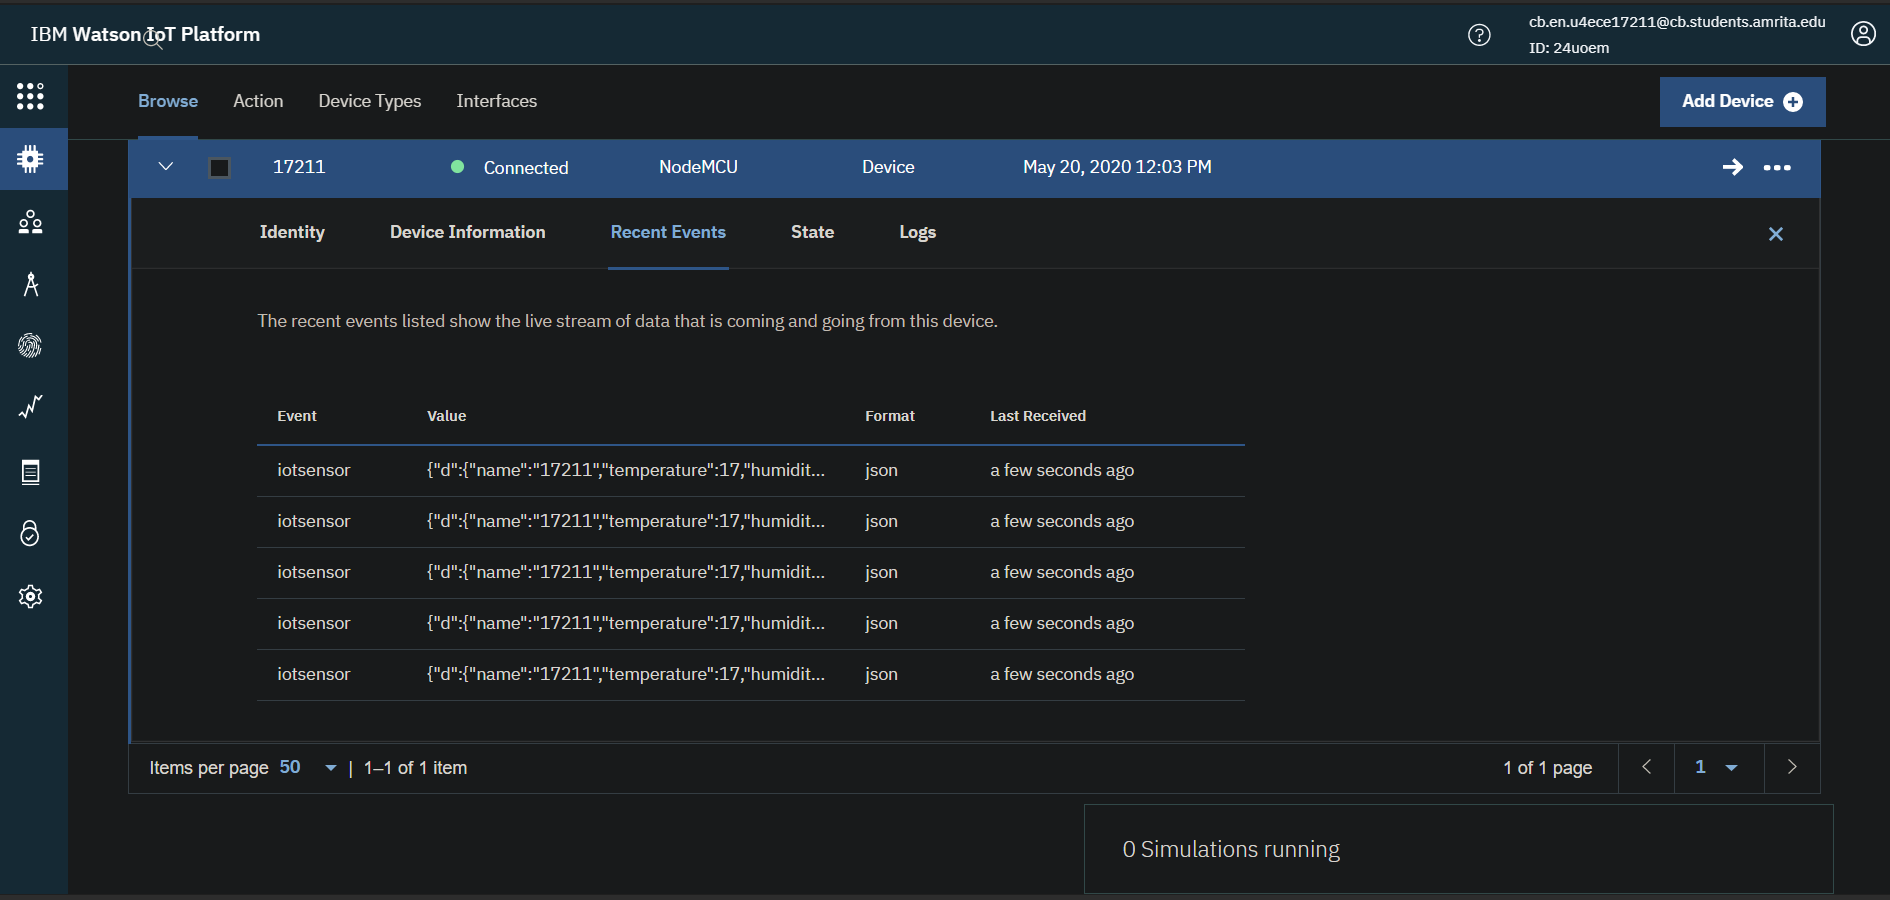 IBM Watson IoT Platform
cb.en.u4ece17211@cb.students.amrita.edu
ID: 24uoem
Browse Action Device Types Interfaces
Add Device
17211 Connected NodeMCU Device May 20, 2020 12:03 PM
Identity Device Information Recent Events State Logs
The recent events listed show the live stream of data that is coming and going from this device.
Event Value Format Last Received
iotsensor {"d":{"name":"17211","temperature":17,"humidit... json a few seconds ago
iotsensor {"d":{"name":"17211","temperature":17,"humidit... json a few seconds ago
iotsensor {"d":{"name":"17211","temperature":17,"humidit... json a few seconds ago
iotsensor {"d":{"name":"17211","temperature":17,"humidit... json a few seconds ago
iotsensor {"d":{"name":"17211","temperature":17,"humidit... json a few seconds ago
Items per page 50 | 1–1 of 1 item 1 of 1 page 1
0 Simulations running